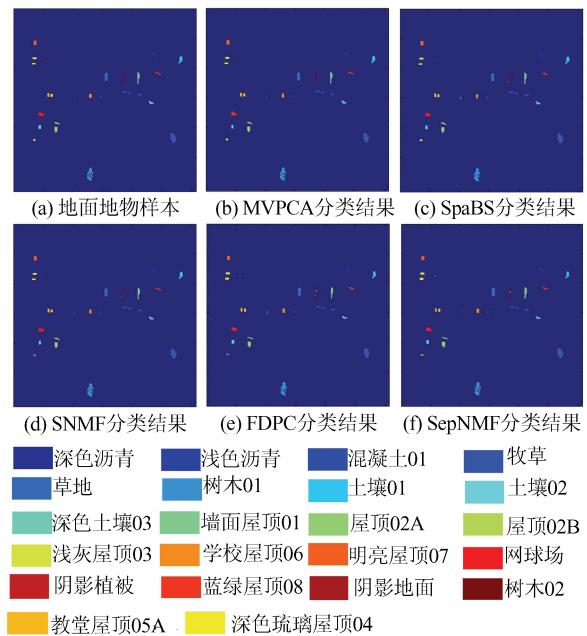 (a) 地面地物样本 (b) MVPCA分类结果 (c) SpaBS分类结果
(d) SNMF分类结果 (e) FDPC分类结果 (f) SepNMF分类结果
深色沥青 浅色沥青 混凝土01 牧草
草地 树木01 土壤01 土壤02
深色土壤03 墙面屋顶01 屋顶02A 屋顶02B
浅灰屋顶03 学校屋顶06 明亮屋顶07 网球场
阴影植被 蓝绿屋顶08 阴影地面 树木02
教堂屋顶05A 深色琉璃屋顶04